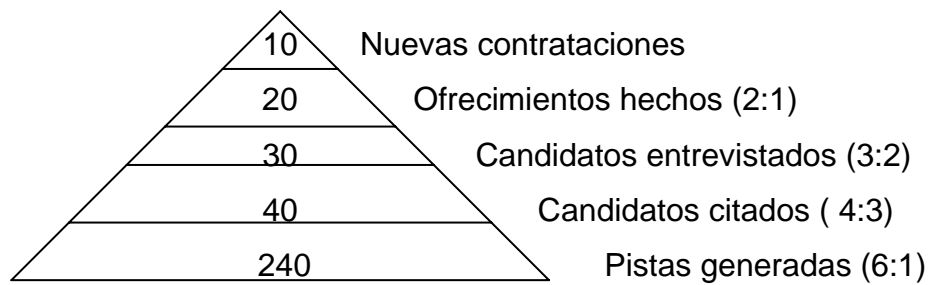 10 Nuevas contrataciones
20 Ofrecimientos hechos (2:1)
30 Candidatos entrevistados (3:2)
40 Candidatos citados ( 4:3)
240 Pistas generadas (6:1)